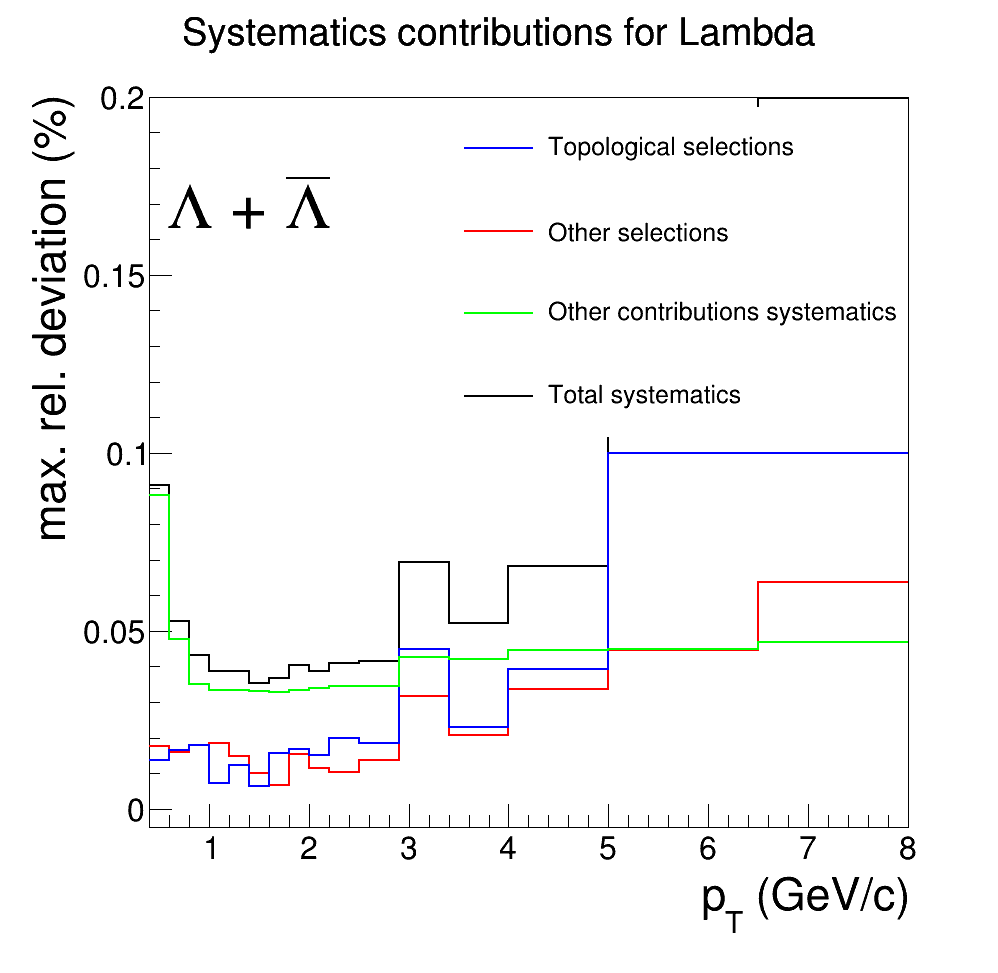 Systematics contributions for Lambda
max. rel. deviation (%)
0.2
0.15
0.1
0.05
0
Λ + Λ̅
Topological selections
Other selections
Other contributions systematics
Total systematics
1 2 3 4 5 6 7 8
p_T (GeV/c)